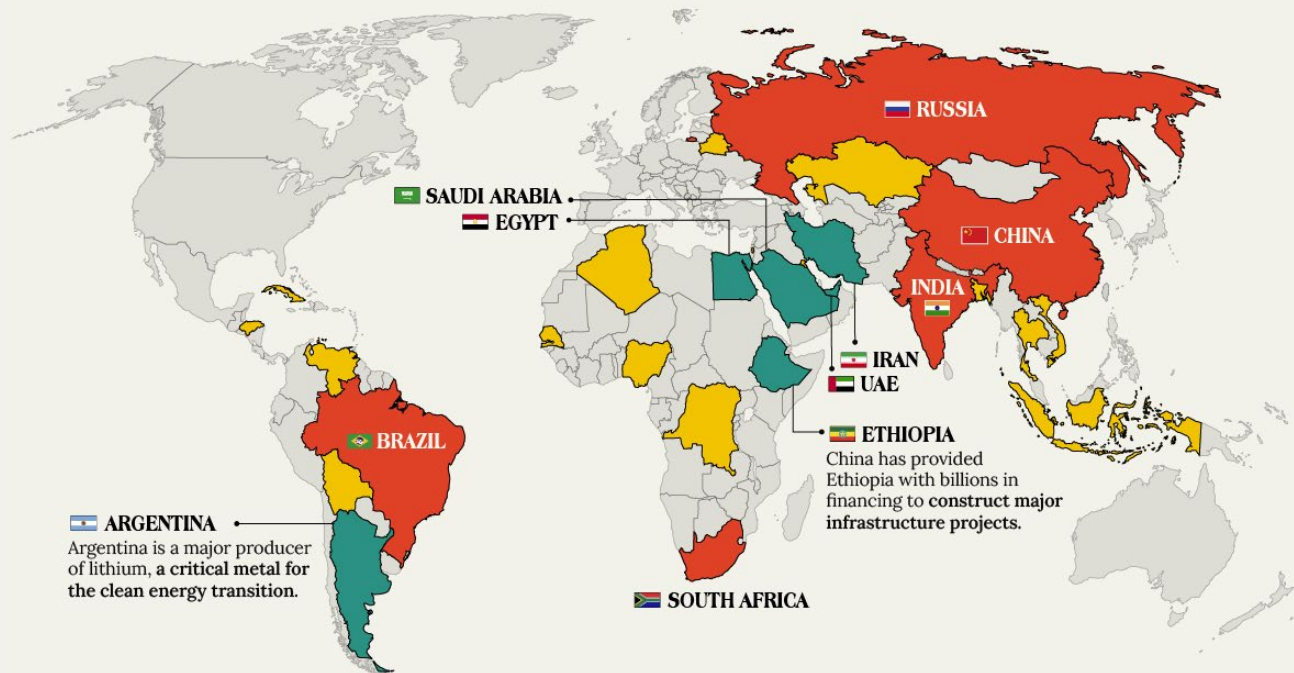 RUSSIA
SAUDI ARABIA
EGYPT
CHINA
INDIA
IRAN
UAE
BRAZIL
ETHIOPIA
China has provided
Ethiopia with billions in
financing to construct major
infrastructure projects.
ARGENTINA
Argentina is a major producer
of lithium, a critical metal for
the clean energy transition.
SOUTH AFRICA